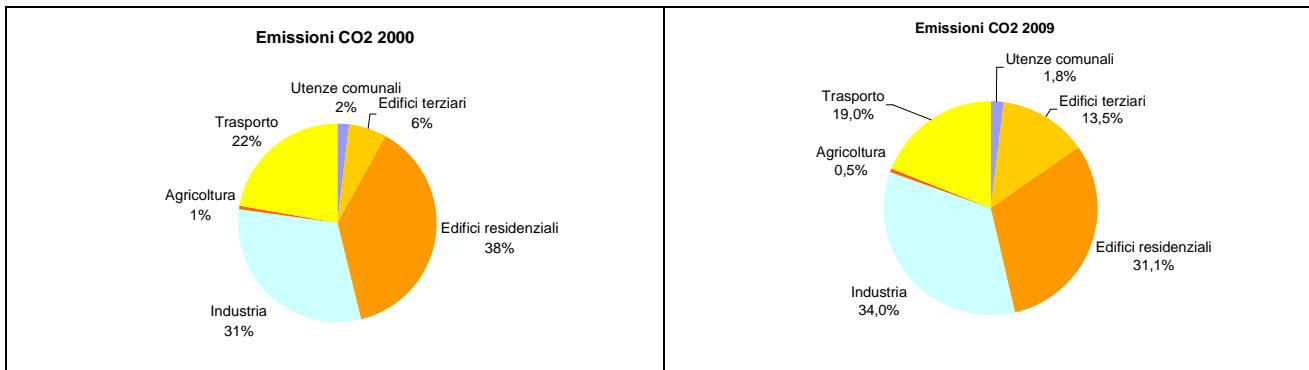 Emissioni CO2 2000
Utenze comunali
2%
Edifici terziari
6%
Edifici residenziali
38%
Industria
31%
Agricoltura
1%
Trasporto
22%
Emissioni CO2 2009
Utenze comunali
1,8%
Edifici terziari
13,5%
Edifici residenziali
31,1%
Industria
34,0%
Agricoltura
0,5%
Trasporto
19,0%